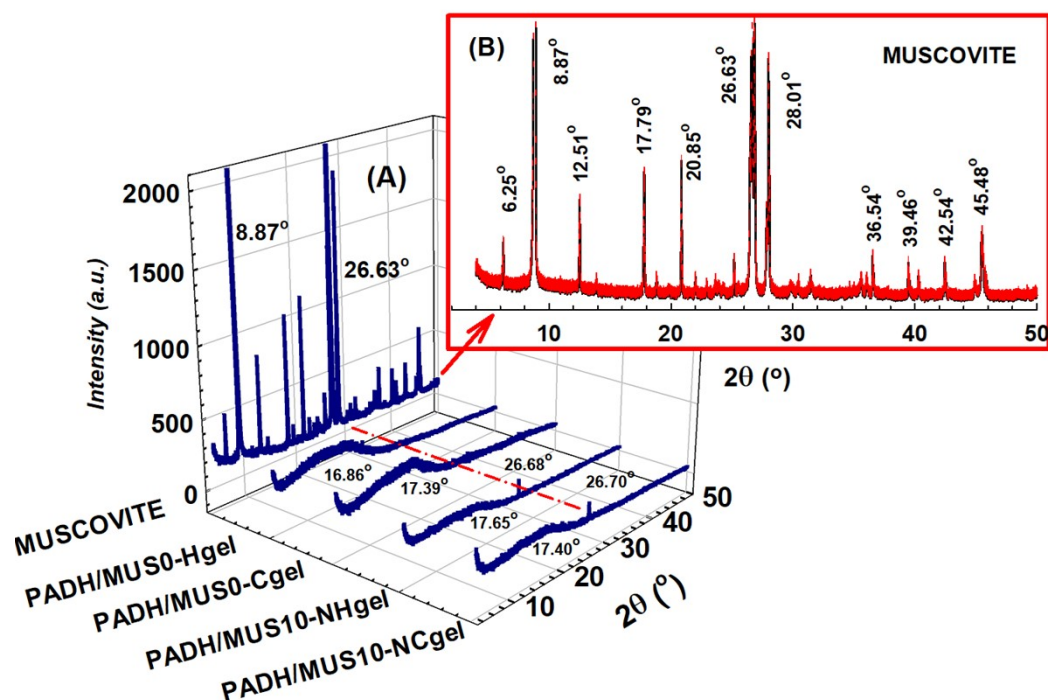 (B)
MUSCOVITE
6.25°
8.87°
12.51°
17.79°
20.85°
26.63°
28.01°
36.54°
39.46°
42.54°
45.48°
10 20 30 40 50
2θ (°)
(A)
Intensity (a.u.)
2000
1500
1000
500
0
8.87°
26.63°
16.86°
17.39°
26.68°
17.65°
26.70°
17.40°
MUSCOVITE
PADH/MUS0-Hgel
PADH/MUS0-Cgel
PADH/MUS10-NHgel
PADH/MUS10-NCgel
10 20 30 40 50
2θ (°)